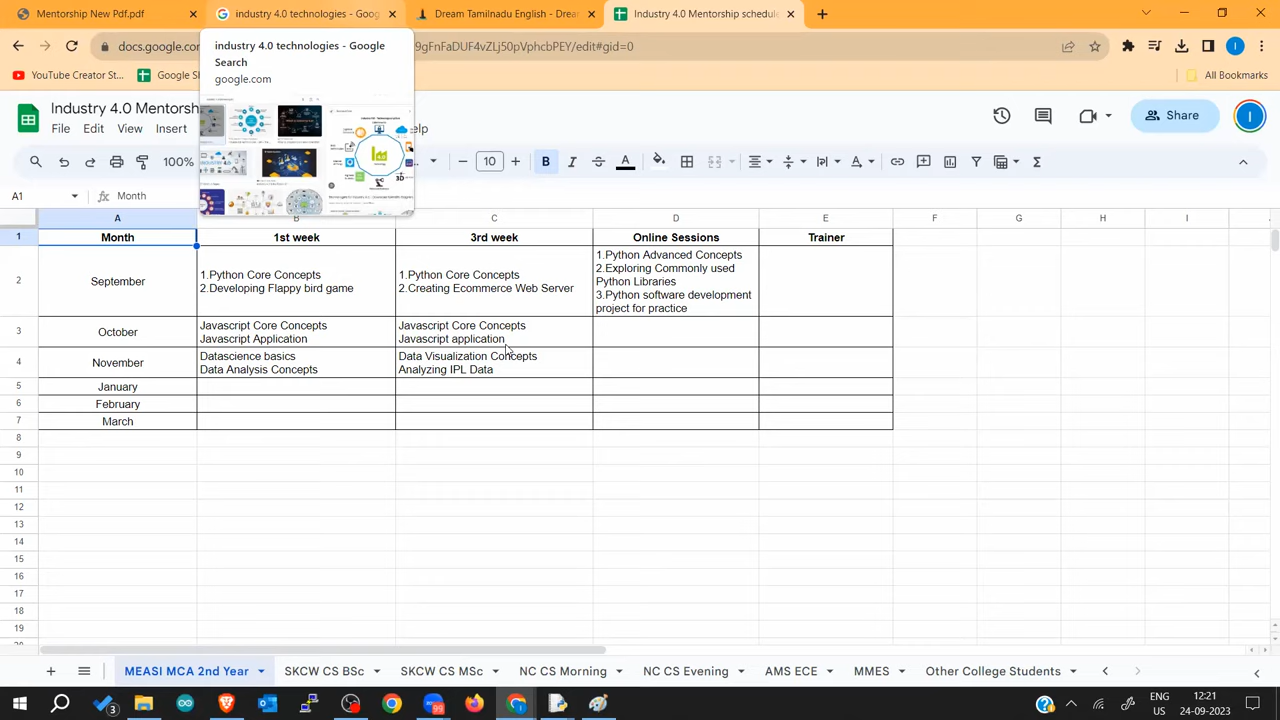 Mentorship New Pdf.pdf
industry 4.0 technologies - Goog
Dream Tamilnadu English - Drea
Industry 4.0 Mentorship schedul
docs.google.com
9gFnFaDUF4vZLj50pVphcbPEY/edit#gid=0
industry 4.0 technologies - Google
Search
google.com
YouTube Creator St...
Google Sh
All Bookmarks
Industry 4.0 Mentorsh
File Edit View Insert
elp
Share
100%
10
A1
Month
A B C D E F G H I
1 Month 1st week 3rd week Online Sessions Trainer
2 September
1.Python Core Concepts
2.Developing Flappy bird game
1.Python Core Concepts
2.Creating Ecommerce Web Server
1.Python Advanced Concepts
2.Exploring Commonly used
Python Libraries
3.Python software development
project for practice
3 October
Javascript Core Concepts
Javascript Application
Javascript Core Concepts
Javascript application
4 November
Datascience basics
Data Analysis Concepts
Data Visualization Concepts
Analyzing IPL Data
5 January
6 February
7 March
8
9
10
11
12
13
14
15
16
17
18
19
MEASI MCA 2nd Year SKCW CS BSc SKCW CS MSc NC CS Morning NC CS Evening AMS ECE MMES Other College Students
3
99
ENG
US
12:21
24-09-2023